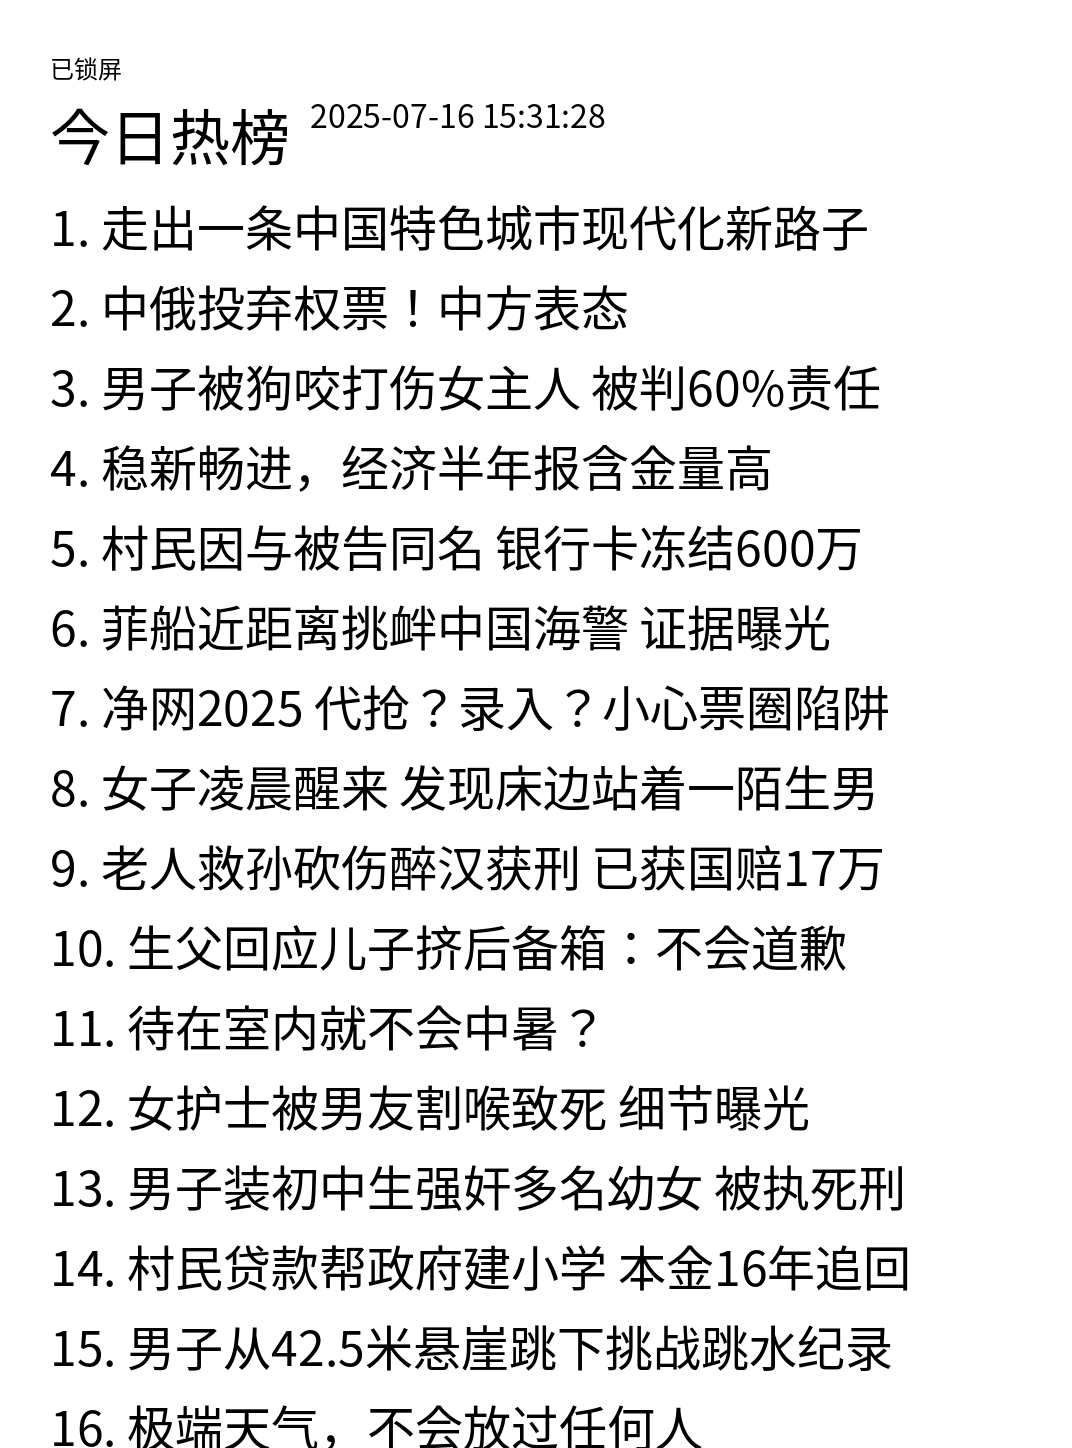 已锁屏
今日热榜 2025-07-16 15:31:28
1. 走出一条中国特色城市现代化新路子
2. 中俄投弃权票！中方表态
3. 男子被狗咬打伤女主人 被判60%责任
4. 稳新畅进，经济半年报含金量高
5. 村民因与被告同名 银行卡冻结600万
6. 菲船近距离挑衅中国海警 证据曝光
7. 净网2025 代抢？录入？小心票圈陷阱
8. 女子凌晨醒来 发现床边站着一陌生男
9. 老人救孙砍伤醉汉获刑 已获国赔17万
10. 生父回应儿子挤后备箱：不会道歉
11. 待在室内就不会中暑？
12. 女护士被男友割喉致死 细节曝光
13. 男子装初中生强奸多名幼女 被执死刑
14. 村民贷款帮政府建小学 本金16年追回
15. 男子从42.5米悬崖跳下挑战跳水纪录
16. 极端天气，不会放过任何人